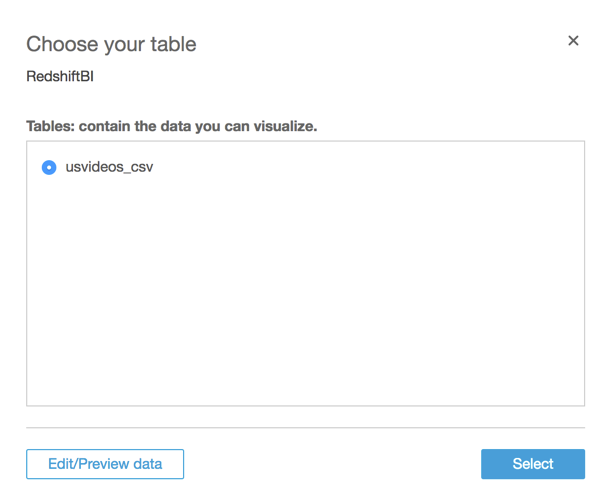 Choose your table
RedshiftBI
Tables: contain the data you can visualize.
usvideos_csv
Edit/Preview data
Select